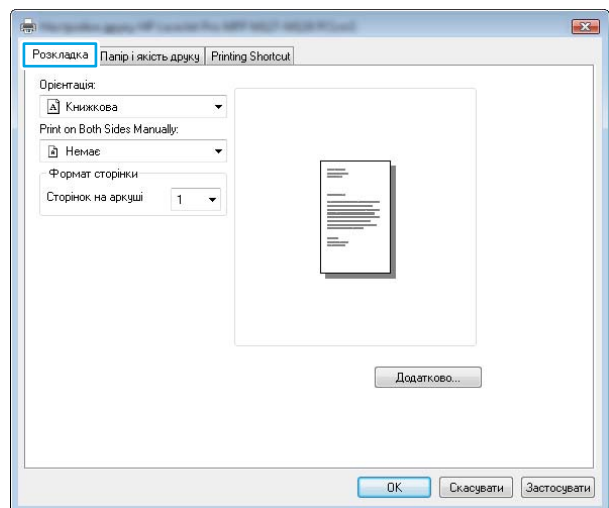 Розкладка Папір і якість друку Printing Shortcut
Орієнтація:
Книжкова
Print on Both Sides Manually:
Немає
Формат сторінки
Сторінок на аркуші 1
Додатково...
OK Скасувати Застосувати